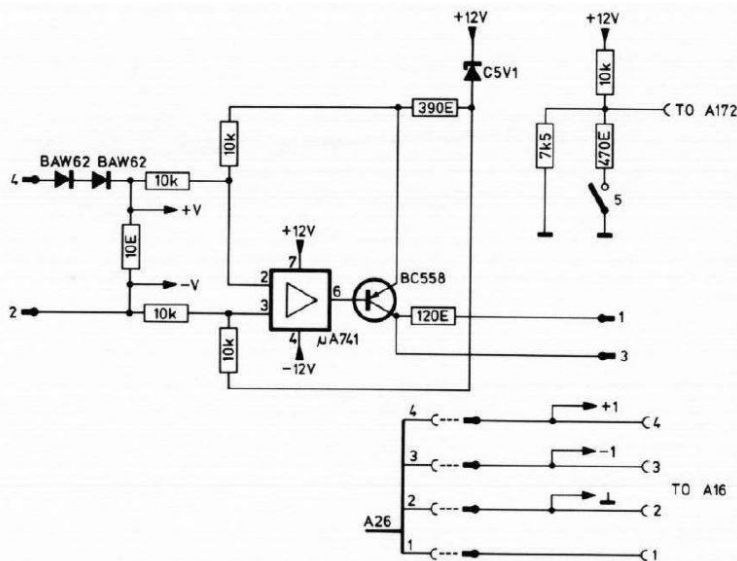 +12V
+12V
C5V1
10k
390E
TO A172
10k
7k5
470E
BAW62 BAW62
4
10k
5
+V
+12V
10E
7
BC558
-V
2
6
2
10k
3
120E
1
4
µA741
10k
3
-12V
+1
4
4
-1
3
3
TO A16
2
2
A26
1
1